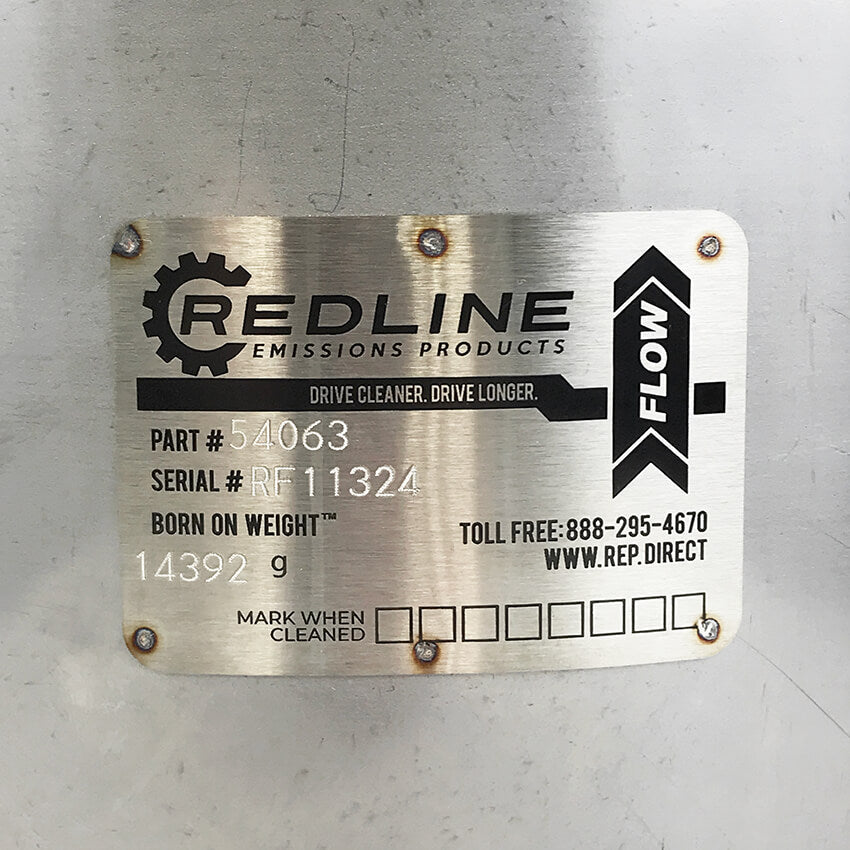 REDLINE
EMISSIONS PRODUCTS
DRIVE CLEANER. DRIVE LONGER.
FLOW
PART # 54063
SERIAL # RF11324
BORN ON WEIGHT™
14392 g
TOLL FREE:888-295-4670
WWW.REP.DIRECT
MARK WHEN
CLEANED